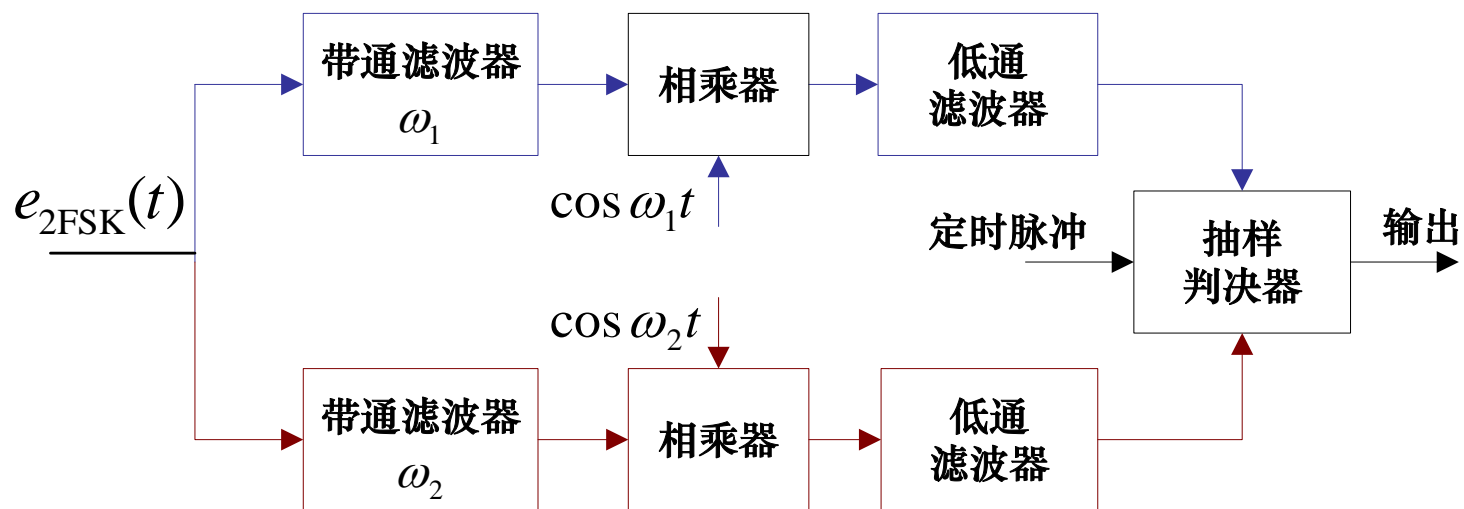 带通滤波器
ω₁
相乘器
低通
滤波器
e₂FSK(t)
cos ω₁t
定时脉冲
抽样
判决器
输出
cos ω₂t
带通滤波器
ω₂
相乘器
低通
滤波器